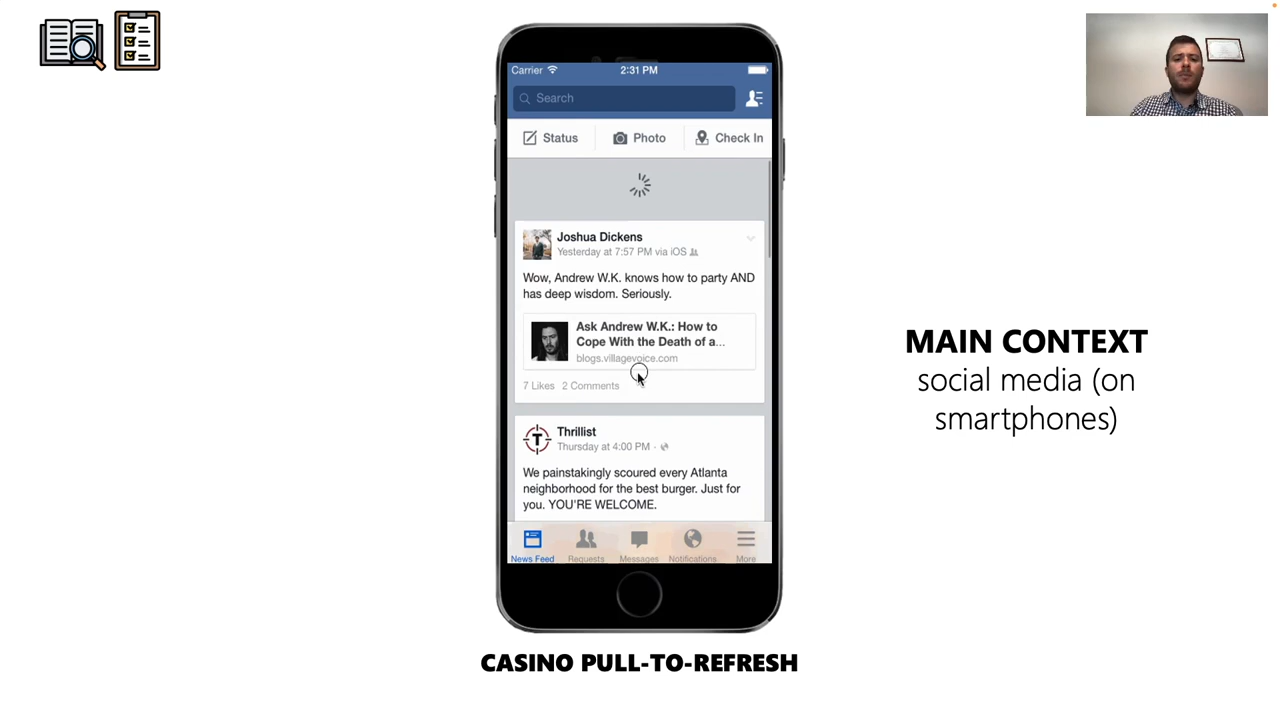 Carrier 2:31 PM
Search
Status Photo Check In
Joshua Dickens
Yesterday at 7:57 PM via iOS
Wow, Andrew W.K. knows how to party AND
has deep wisdom. Seriously.
Ask Andrew W.K.: How to
Cope With the Death of a...
blogs.villagevoice.com
7 Likes 2 Comments
T
Thrillist
Thursday at 4:00 PM ·
We painstakingly scoured every Atlanta
neighborhood for the best burger. Just for
you. YOU'RE WELCOME.
News Feed Requests Messages Notifications More
CASINO PULL-TO-REFRESH
MAIN CONTEXT
social media (on
smartphones)